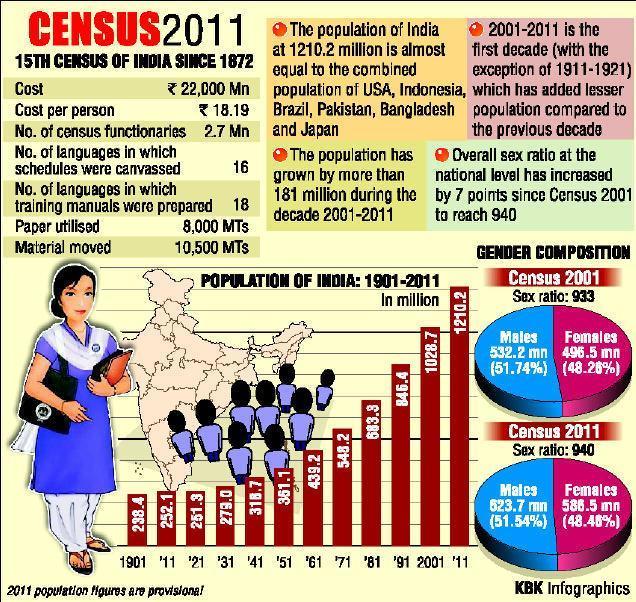 CENSUS2011
15TH CENSUS OF INDIA SINCE 1872
Cost ₹ 22,000 Mn
Cost per person ₹ 18.19
No. of census functionaries 2.7 Mn
No. of languages in which
schedules were canvassed 16
No. of languages in which
training manuals were prepared 18
Paper utilised 8,000 MTs
Material moved 10,500 MTs
The population of India
at 1210.2 million is almost
equal to the combined
population of USA, Indonesia,
Brazil, Pakistan, Bangladesh
and Japan
2001-2011 is the
first decade (with the
exception of 1911-1921)
which has added lesser
population compared to
the previous decade
The population has
grown by more than
181 million during the
decade 2001-2011
Overall sex ratio at the
national level has increased
by 7 points since Census 2001
to reach 940
POPULATION OF INDIA: 1901-2011
In million
238.4 252.1 251.3 279.0 318.7 361.1 439.2 548.2 683.3 846.4 1028.7 1210.2
1901 '11 '21 '31 '41 '51 '61 '71 '81 '91 2001 '11
GENDER COMPOSITION
Census 2001
Sex ratio: 933
Males
532.2 mn
(51.74%)
Females
496.5 mn
(48.26%)
Census 2011
Sex ratio: 940
Males
623.7 mn
(51.54%)
Females
586.5 mn
(48.46%)
2011 population figures are provisional
KBK Infographics